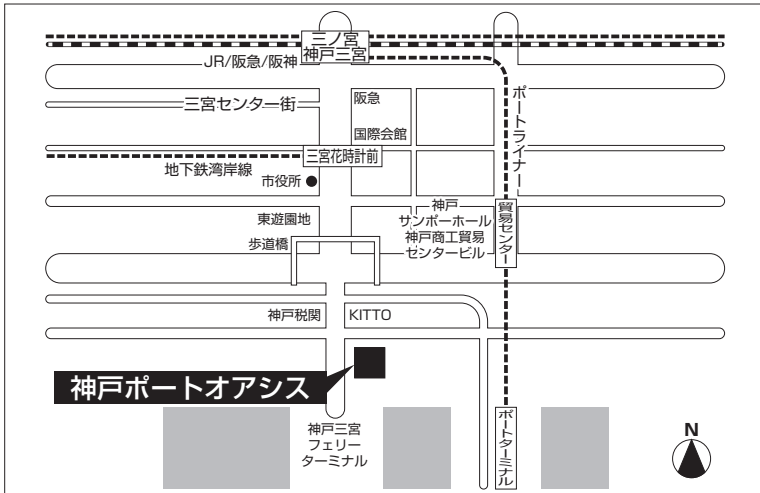 三ノ宮
神戸三宮
JR/阪急/阪神
三宮センター街
阪急
国際会館
ポートライナー
三宮花時計前
地下鉄湾岸線
市役所
神戸
サンボーホール
神戸商工貿易
センタービル
貿易センター
東遊園地
歩道橋
神戸税関
KITTO
神戸ポートオアシス
神戸三宮
フェリー
ターミナル
ポートターミナル
N